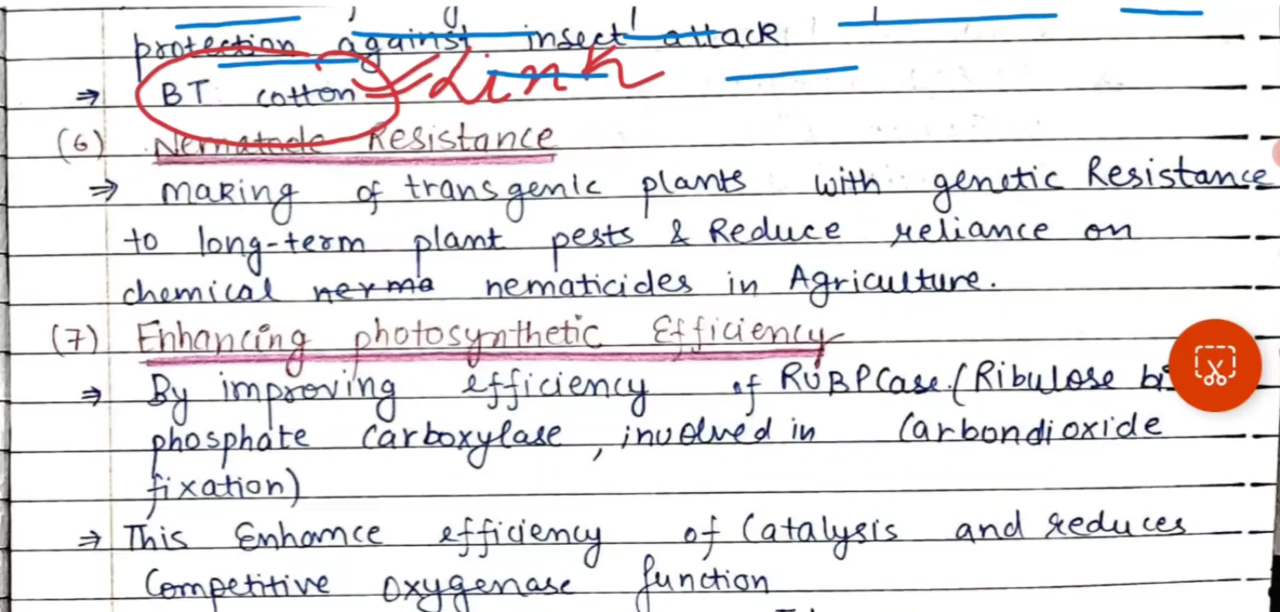 protection against insect attack
⇒ BT cotton Link
(6) Nematode Resistance
⇒ making of transgenic plants with genetic Resistance
to long-term plant pests & Reduce reliance on
chemical nerma nematicides in Agriculture.
(7) Enhancing photosynthetic Efficiency
⇒ By improving efficiency of RUBPCase (Ribulose
phosphate carboxylase, involved in Carbondioxide
fixation)
⇒ This Enhance efficiency of Catalysis and reduces
Competitive oxygenase function